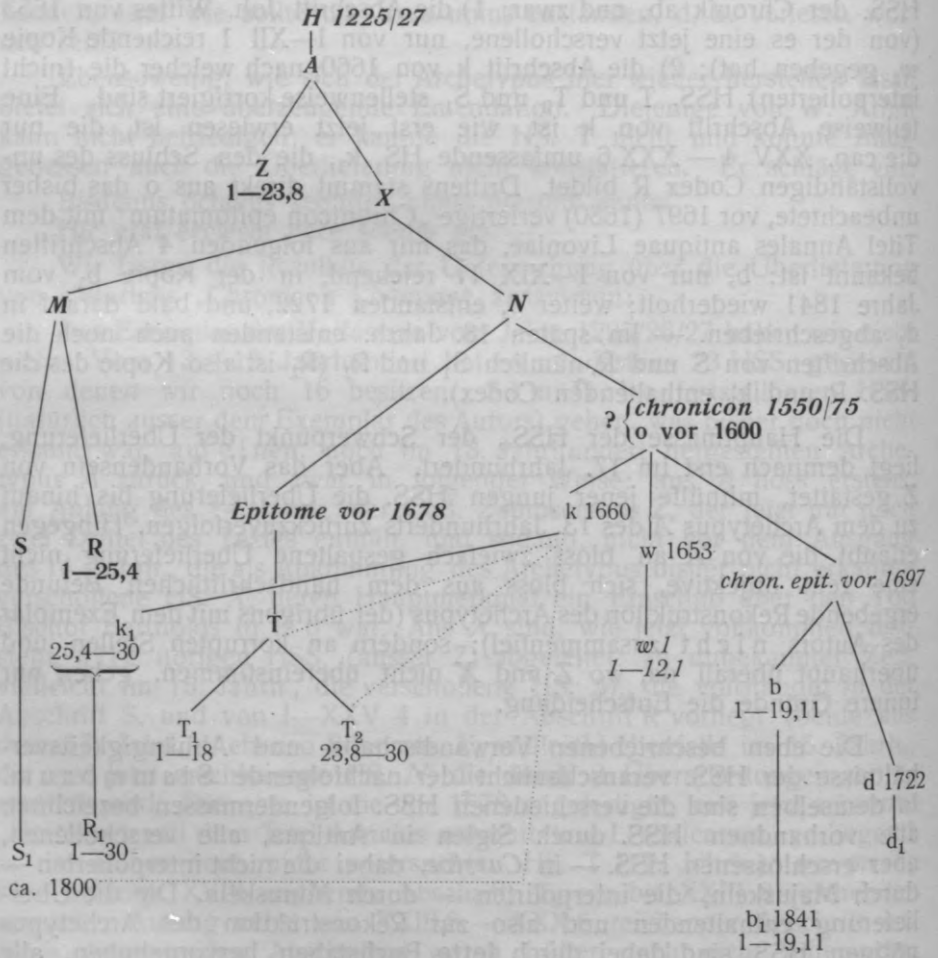 H 1225/27
A
Z
1—23,8
X
M
N
chronicon 1550/75
? { o vor 1600
Epitome vor 1678
k 1660
S R
1—25,4
w 1653
chron. epit. vor 1697
k₁
25,4—30
T
w 1
1—12,1
b
1—19,11
T₁
1—18
T₂
23,8—30
d 1722
R₁
S₁ 1—30
d₁
ca. 1800
b₁ 1841
1—19,11